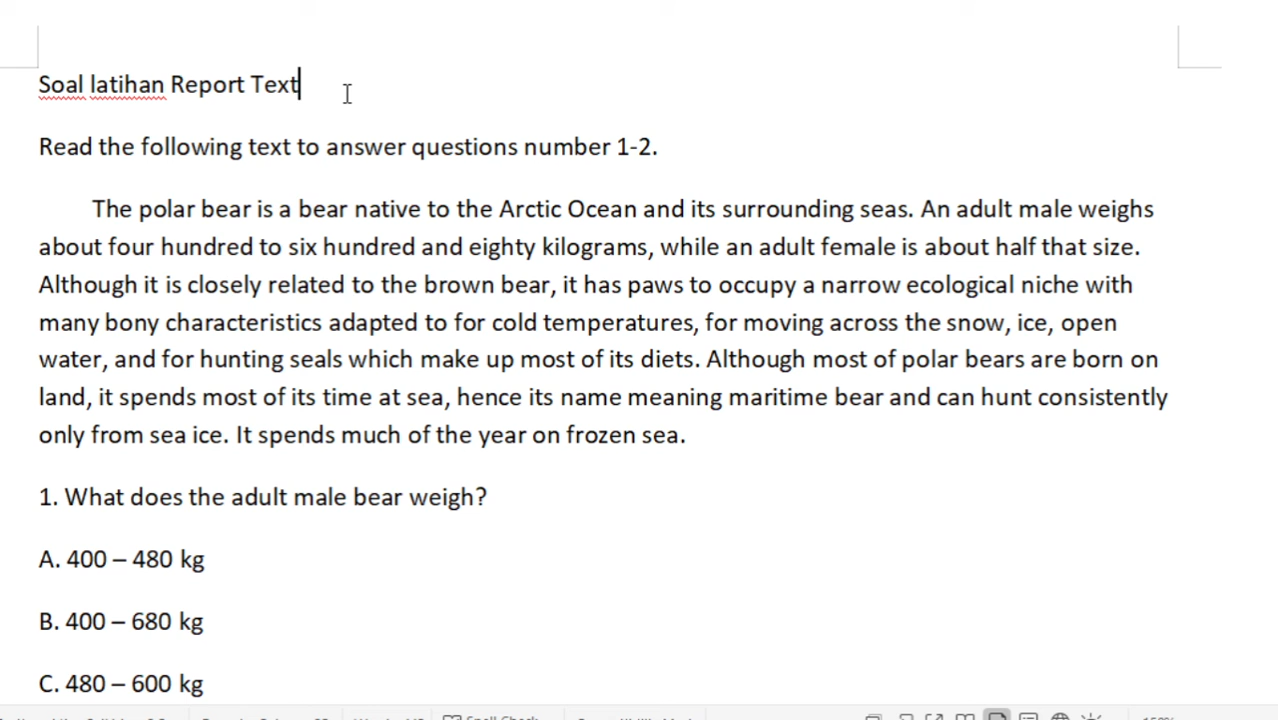 Soal latihan Report Text
Read the following text to answer questions number 1-2.
The polar bear is a bear native to the Arctic Ocean and its surrounding seas. An adult male weighs
about four hundred to six hundred and eighty kilograms, while an adult female is about half that size.
Although it is closely related to the brown bear, it has paws to occupy a narrow ecological niche with
many bony characteristics adapted to for cold temperatures, for moving across the snow, ice, open
water, and for hunting seals which make up most of its diets. Although most of polar bears are born on
land, it spends most of its time at sea, hence its name meaning maritime bear and can hunt consistently
only from sea ice. It spends much of the year on frozen sea.
1. What does the adult male bear weigh?
A. 400 – 480 kg
B. 400 – 680 kg
C. 480 – 600 kg